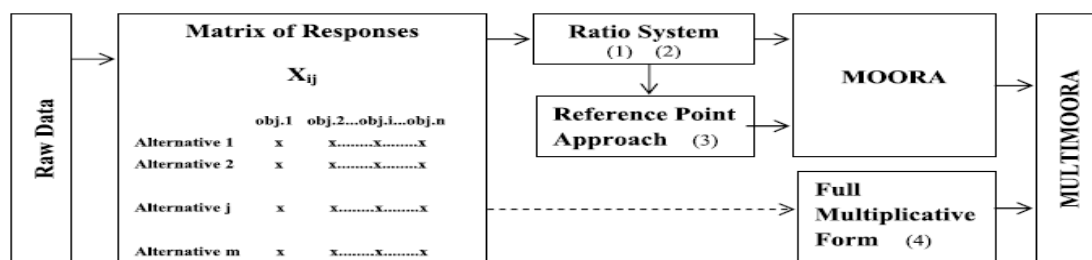 Raw Data
Matrix of Responses
Xij
obj.1 obj.2...obj.i...obj.n
Alternative 1 x x........x........x
Alternative 2 x x........x........x
Alternative j x x........x........x
Alternative m x x........x........x
Ratio System
(1) (2)
Reference Point
Approach (3)
MOORA
Full
Multiplicative
Form (4)
MULTIMOORA